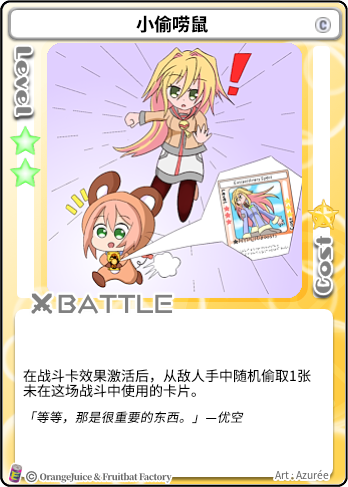 小偷唠鼠
C
Level
Cost
BATTLE
在战斗卡效果激活后，从敌人手中随机偷取1张
未在这场战斗中使用的卡片。
「等等，那是很重要的东西。」—优空
© OrangeJuice & Fruitbat Factory
Art: Azurée